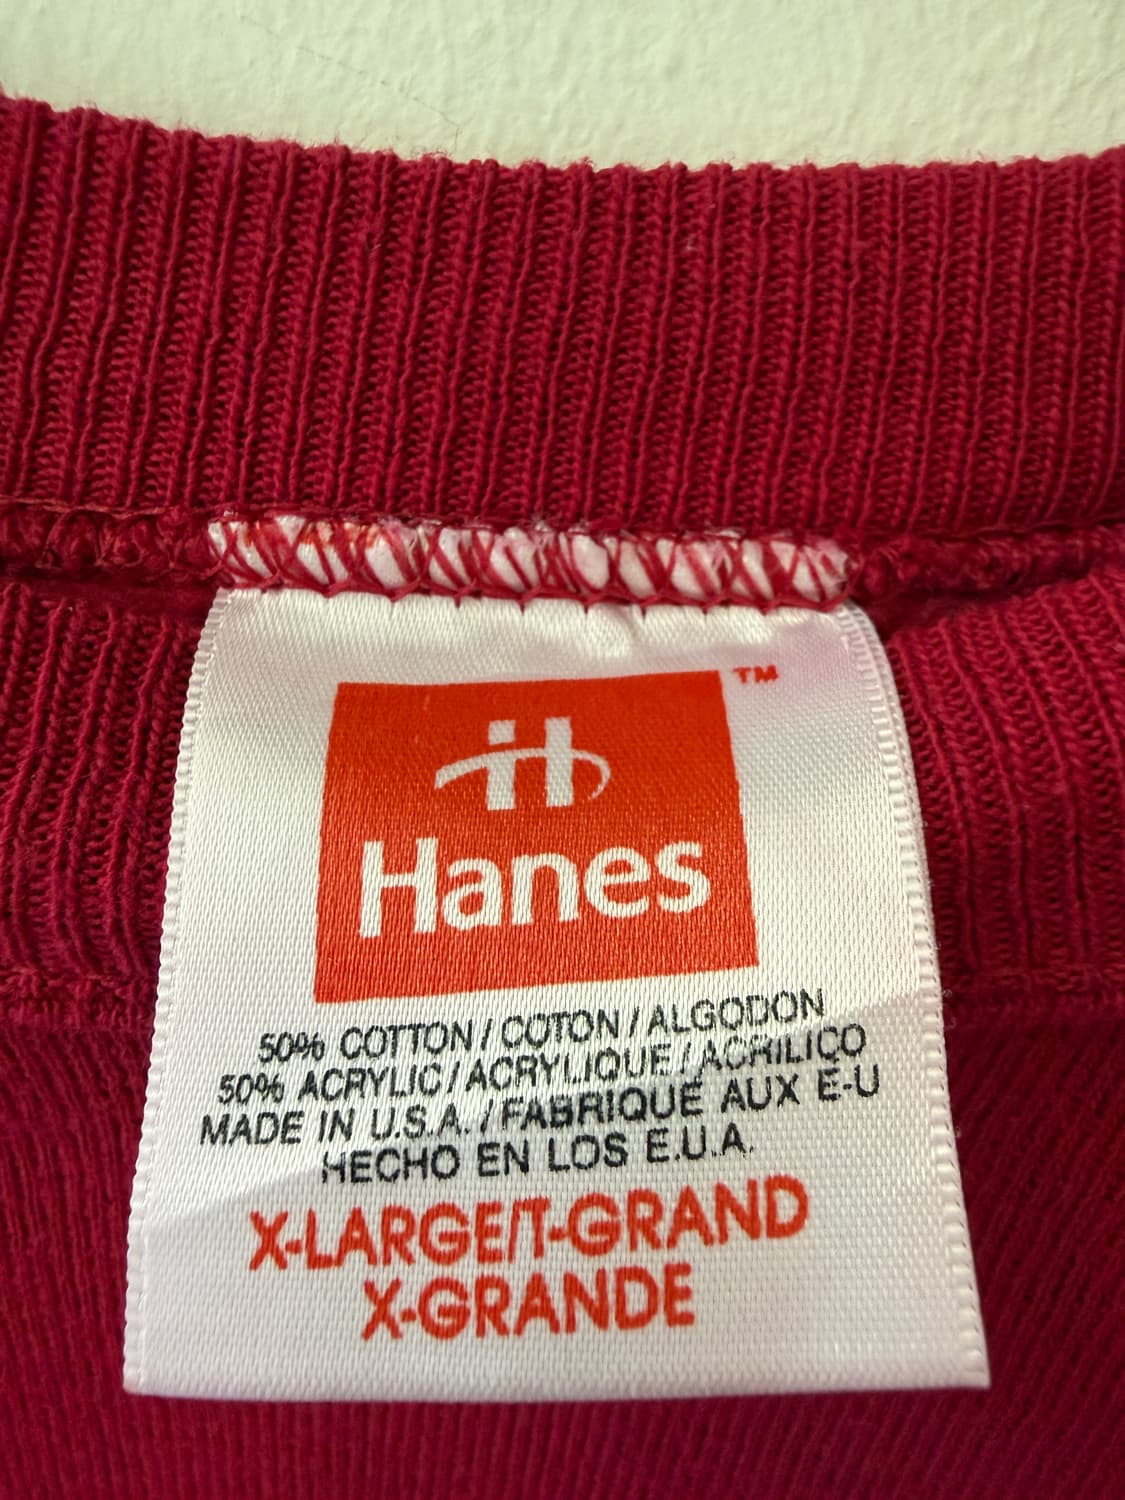 TM
H
Hanes
50% COTTON / COTON / ALGODON
50% ACRYLIC / ACRYLIQUE / ACRILICO
MADE IN U.S.A. / FABRIQUE AUX E-U
HECHO EN LOS E.U.A.
X-LARGE/T-GRAND
X-GRANDE